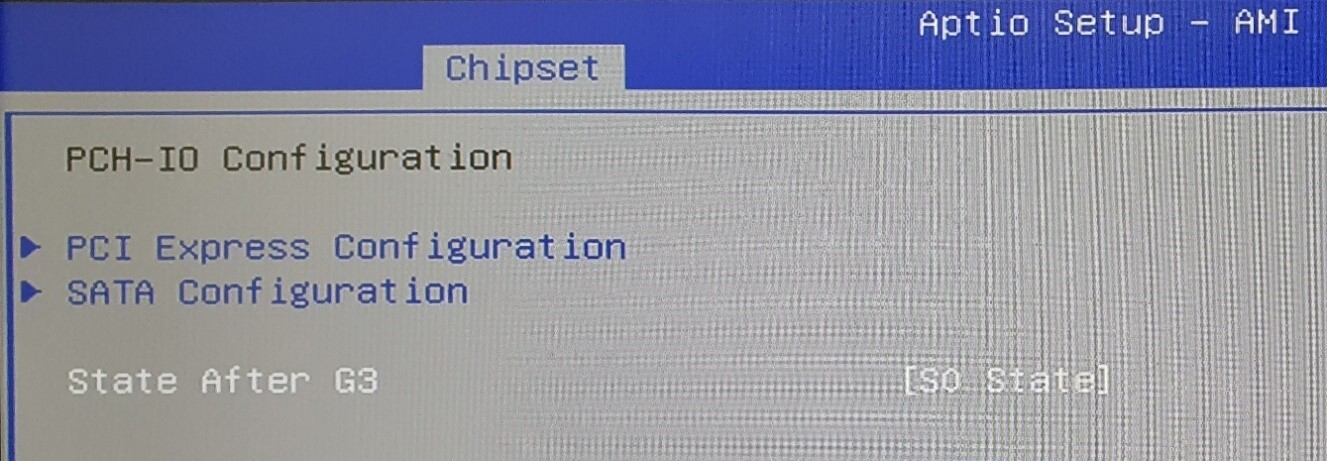 Aptio Setup - AMI
Chipset
PCH-IO Configuration
PCI Express Configuration
SATA Configuration
State After G3 [S0 State]